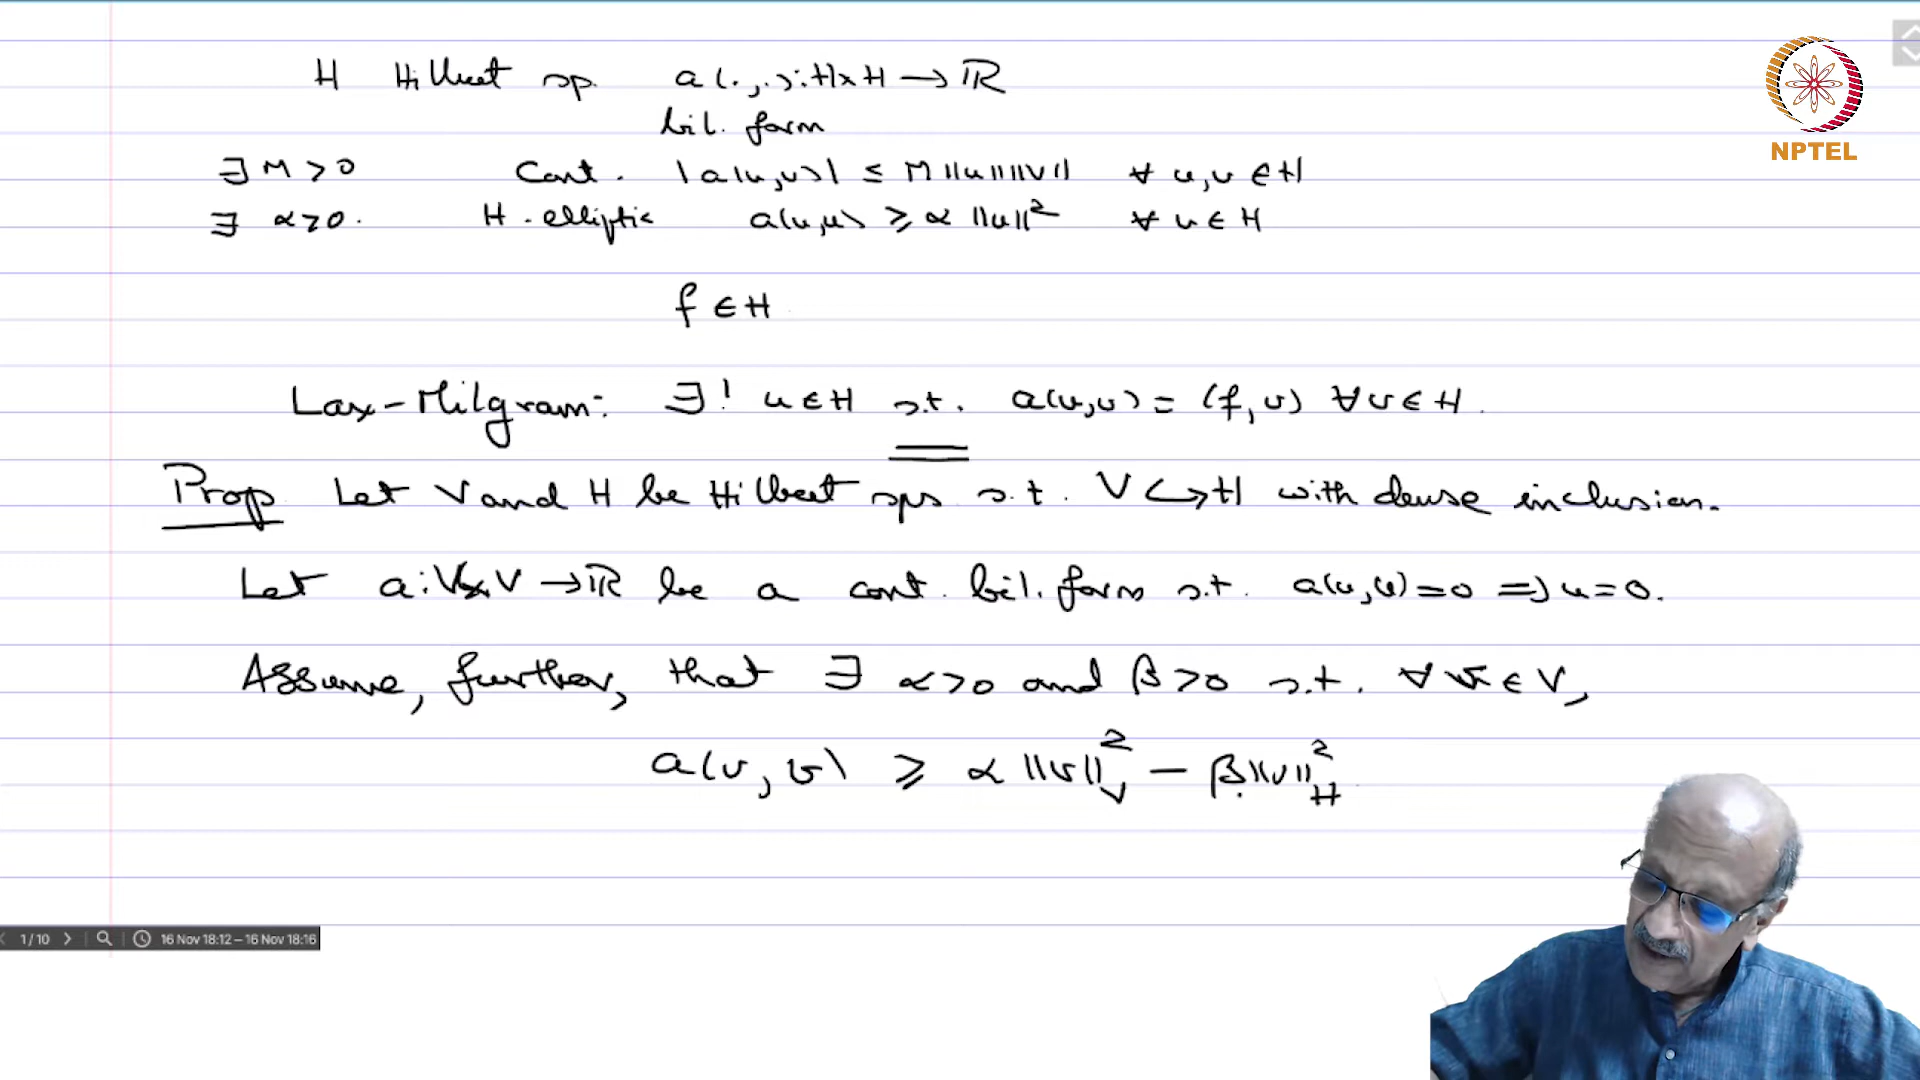 H Hilbert sp. a(.,.): H×H → ℝ
bil. form
∃ M > 0 Cont. |a(u,v)| ≤ M ||u|| ||v|| ∀ u,v ∈ H
∃ α > 0. H-elliptic a(u,u) ≥ α ||u||² ∀ u ∈ H
f ∈ H
Lax-Milgram: ∃! u ∈ H s.t. a(u,v) = (f,v) ∀ v ∈ H.
Prop. Let V and H be Hilbert sps s.t. V ↪ H with dense inclusion.
Let a: V×V → ℝ be a cont. bil. form s.t. a(u,u) = 0 ⇒ u = 0.
Assume, further, that ∃ α > 0 and β > 0 s.t. ∀ v ∈ V,
a(v,v) ≥ α ||v||²_V − β ||v||²_H
NPTEL
1/10 16 Nov 18:12 – 16 Nov 18:16